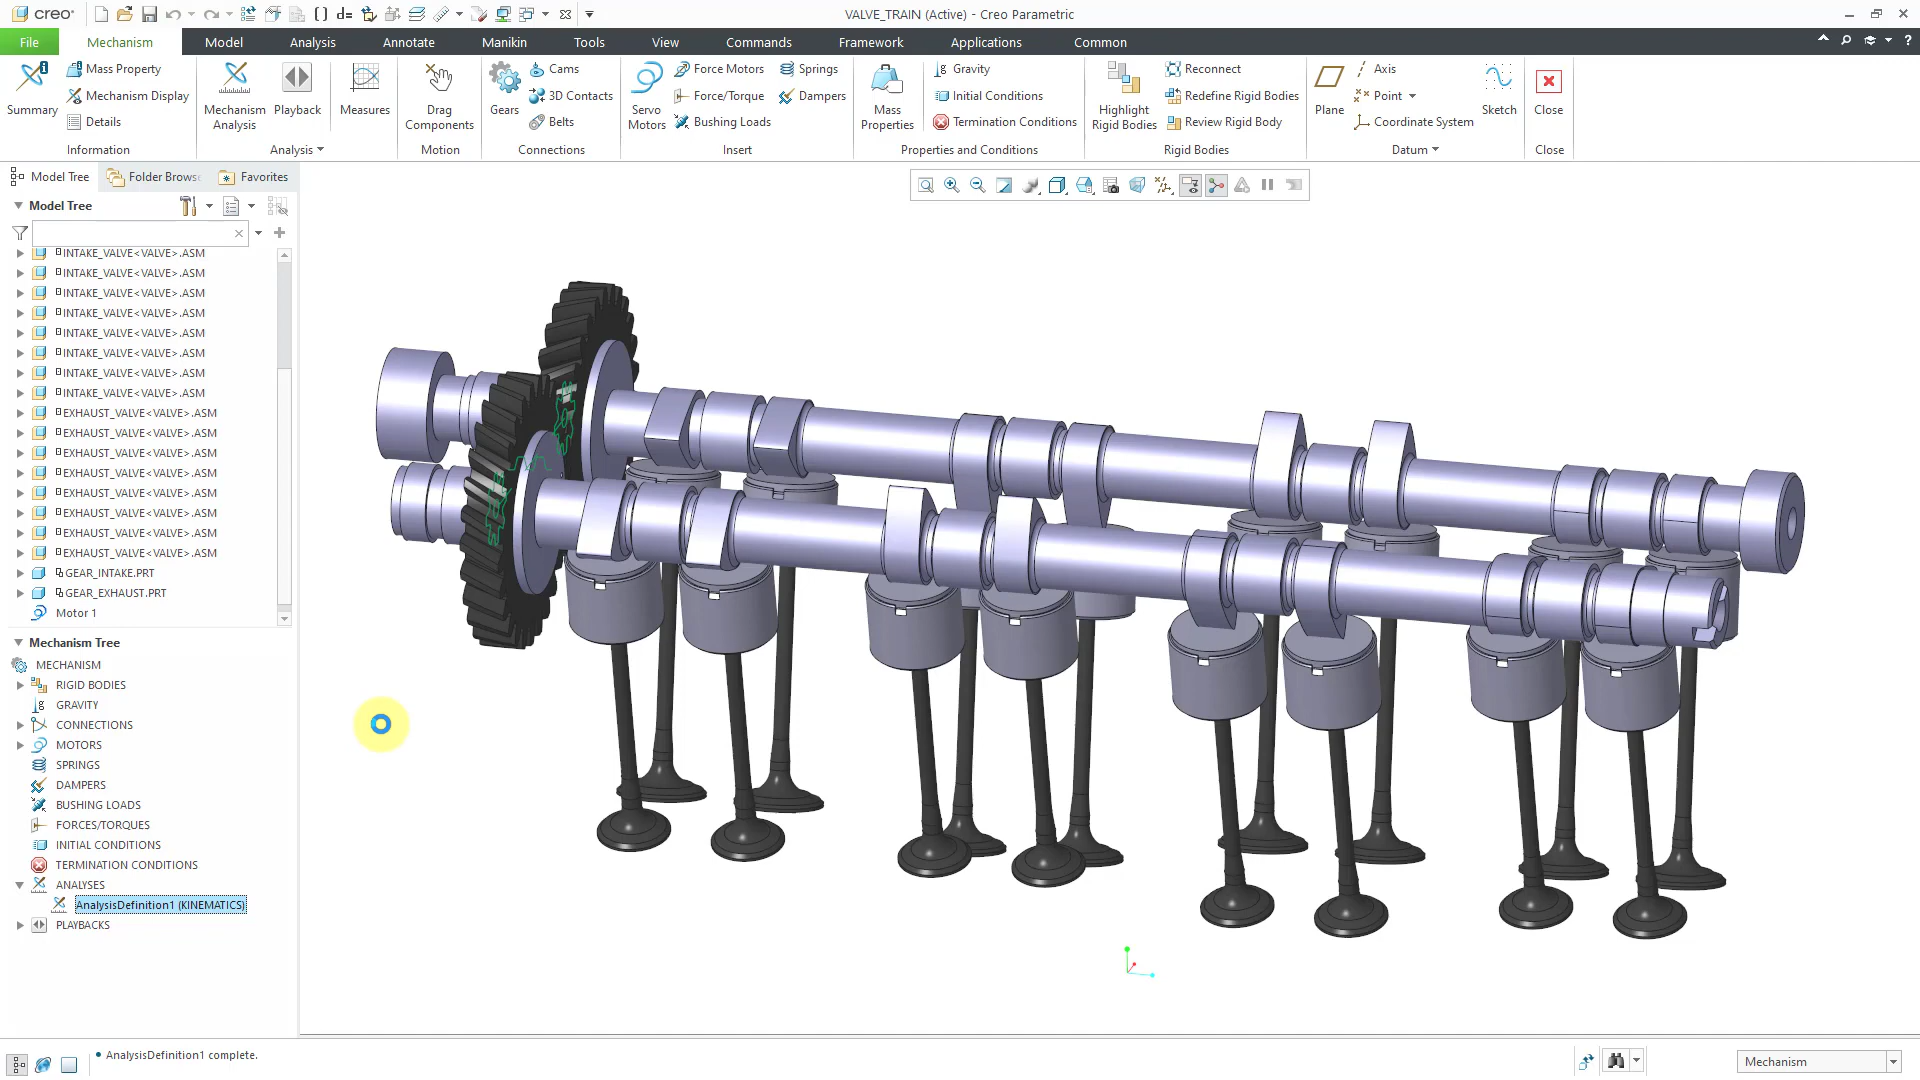 creo
VALVE_TRAIN (Active) - Creo Parametric
File
Mechanism
Model
Analysis
Annotate
Manikin
Tools
View
Commands
Framework
Applications
Common
Summary
Mass Property
Mechanism Display
Details
Information
Mechanism Analysis
Playback
Measures
Analysis
Drag Components
Motion
Gears
Cams
3D Contacts
Belts
Connections
Servo Motors
Force Motors
Force/Torque
Bushing Loads
Springs
Dampers
Insert
Mass Properties
Gravity
Initial Conditions
Termination Conditions
Properties and Conditions
Highlight Rigid Bodies
Reconnect
Redefine Rigid Bodies
Review Rigid Body
Rigid Bodies
Plane
Axis
Point
Coordinate System
Sketch
Datum
Close
Close
Model Tree
Folder Brows
Favorites
Model Tree
INTAKE_VALVE<VALVE>.ASM
INTAKE_VALVE<VALVE>.ASM
INTAKE_VALVE<VALVE>.ASM
INTAKE_VALVE<VALVE>.ASM
INTAKE_VALVE<VALVE>.ASM
INTAKE_VALVE<VALVE>.ASM
INTAKE_VALVE<VALVE>.ASM
INTAKE_VALVE<VALVE>.ASM
EXHAUST_VALVE<VALVE>.ASM
EXHAUST_VALVE<VALVE>.ASM
EXHAUST_VALVE<VALVE>.ASM
EXHAUST_VALVE<VALVE>.ASM
EXHAUST_VALVE<VALVE>.ASM
EXHAUST_VALVE<VALVE>.ASM
EXHAUST_VALVE<VALVE>.ASM
EXHAUST_VALVE<VALVE>.ASM
GEAR_INTAKE.PRT
GEAR_EXHAUST.PRT
Motor 1
Mechanism Tree
MECHANISM
RIGID BODIES
GRAVITY
CONNECTIONS
MOTORS
SPRINGS
DAMPERS
BUSHING LOADS
FORCES/TORQUES
INITIAL CONDITIONS
TERMINATION CONDITIONS
ANALYSES
AnalysisDefinition1 (KINEMATICS)
PLAYBACKS
• AnalysisDefinition1 complete.
Mechanism